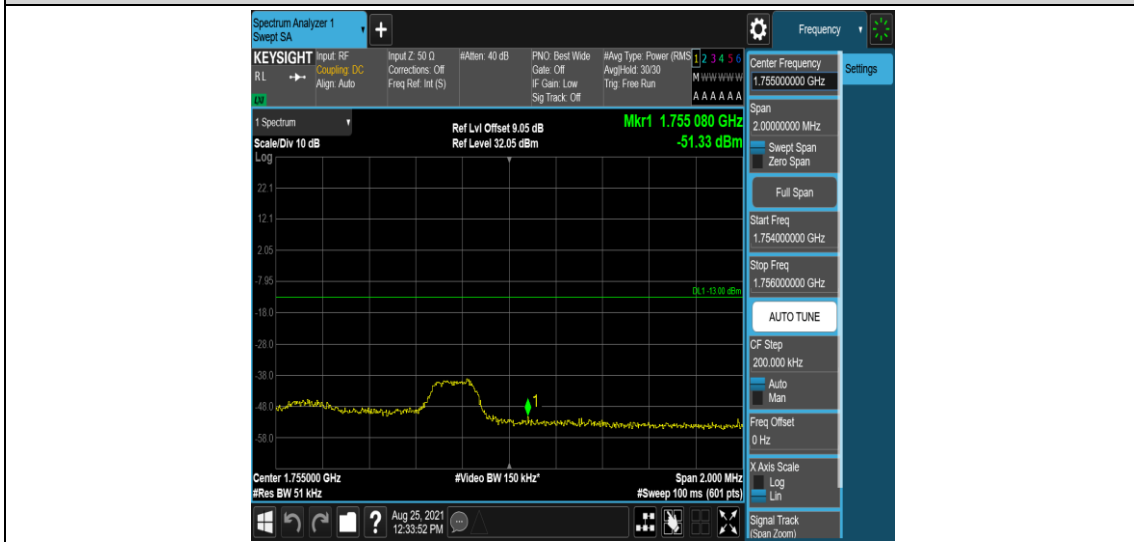 Spectrum Analyzer 1
Swept SA
+
Frequency
KEYSIGHT
RL
LXI
Input: RF
Coupling: DC
Align: Auto
Input Z: 50 Ω
Corrections: Off
Freq Ref: Int (S)
#Atten: 40 dB
PNO: Best Wide
Gate: Off
IF Gain: Low
Sig Track: Off
#Avg Type: Power (RMS
Avg|Hold: 30/30
Trig: Free Run
1 2 3 4 5 6
M W W W W W
A A A A A A
1 Spectrum
Scale/Div 10 dB
Log
Ref Lvl Offset 9.05 dB
Ref Level 32.05 dBm
Mkr1 1.755 080 GHz
-51.33 dBm
22.1
12.1
2.05
-7.95
DL1 -13.00 dBm
-18.0
-28.0
-38.0
-48.0
1
-58.0
Center 1.755000 GHz
#Video BW 150 kHz*
Span 2.000 MHz
#Res BW 51 kHz
#Sweep 100 ms (601 pts)
Center Frequency
1.755000000 GHz
Settings
Span
2.00000000 MHz
Swept Span
Zero Span
Full Span
Start Freq
1.754000000 GHz
Stop Freq
1.756000000 GHz
AUTO TUNE
CF Step
200.000 kHz
Auto
Man
Freq Offset
0 Hz
X Axis Scale
Log
Lin
Signal Track
(Span Zoom)
?
Aug 25, 2021
12:33:52 PM